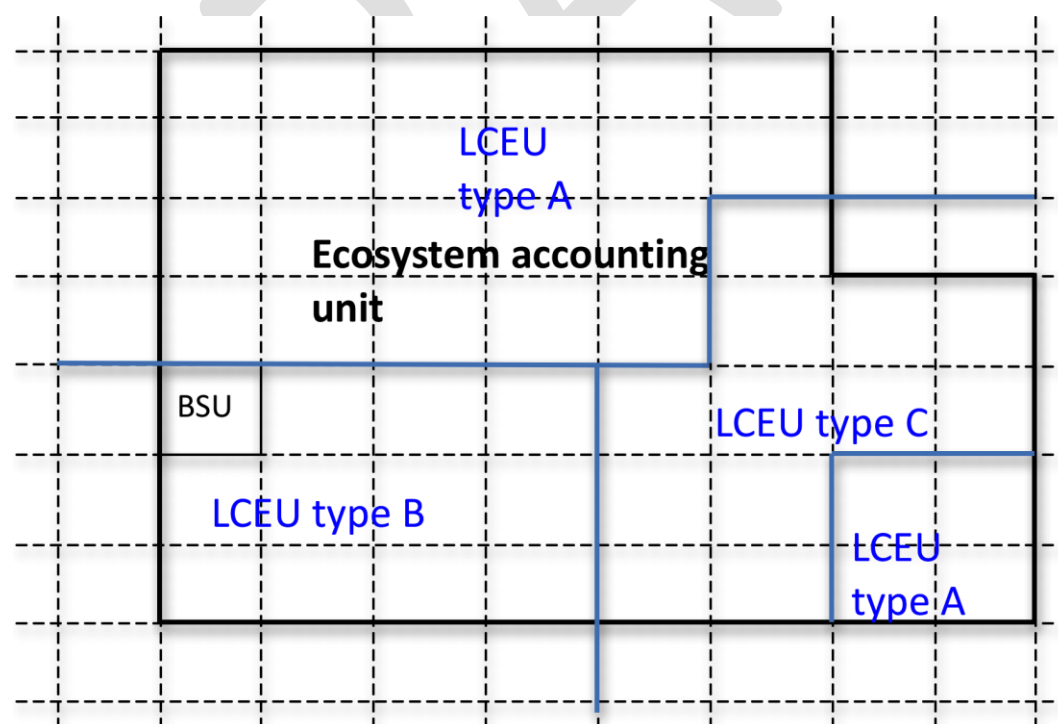 LCEU
type A
Ecosystem accounting
unit
BSU
LCEU type C
LCEU type B
LCEU
type A